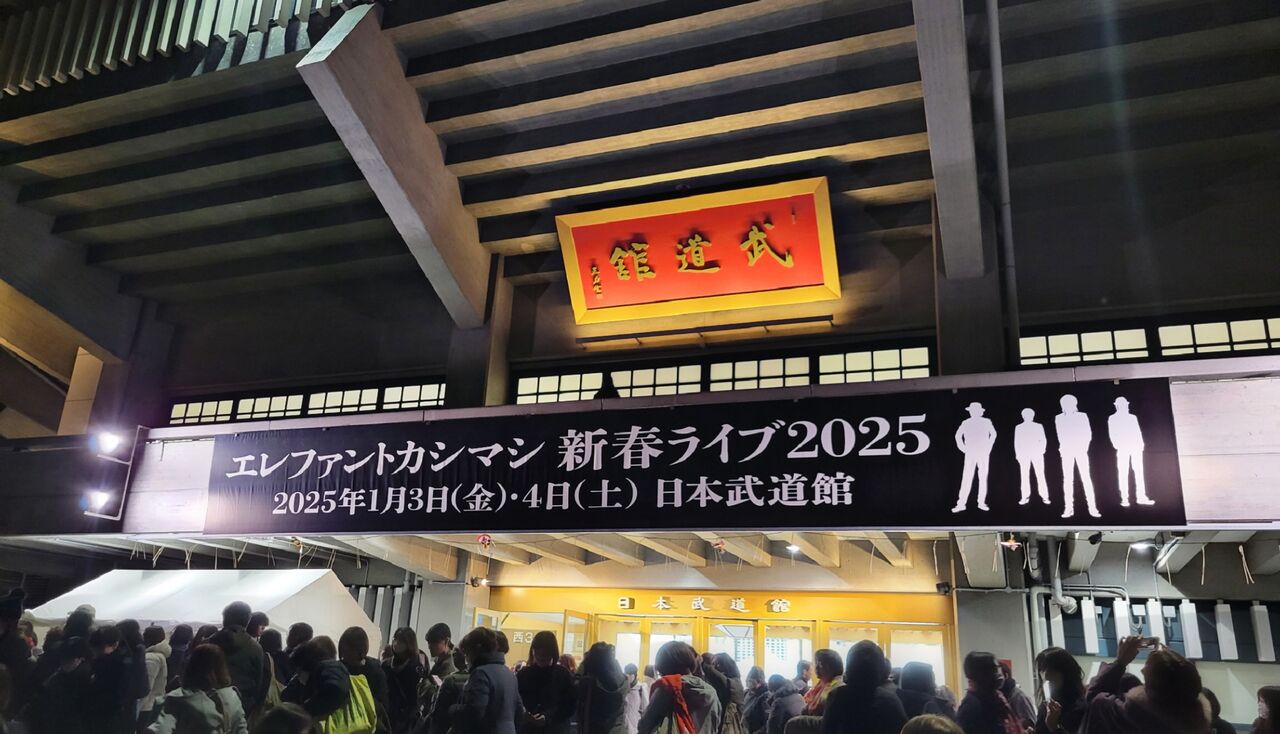 武道館
エレファントカシマシ 新春ライブ2025
2025年1月3日(金)・4日(土) 日本武道館
日本武道館
西3